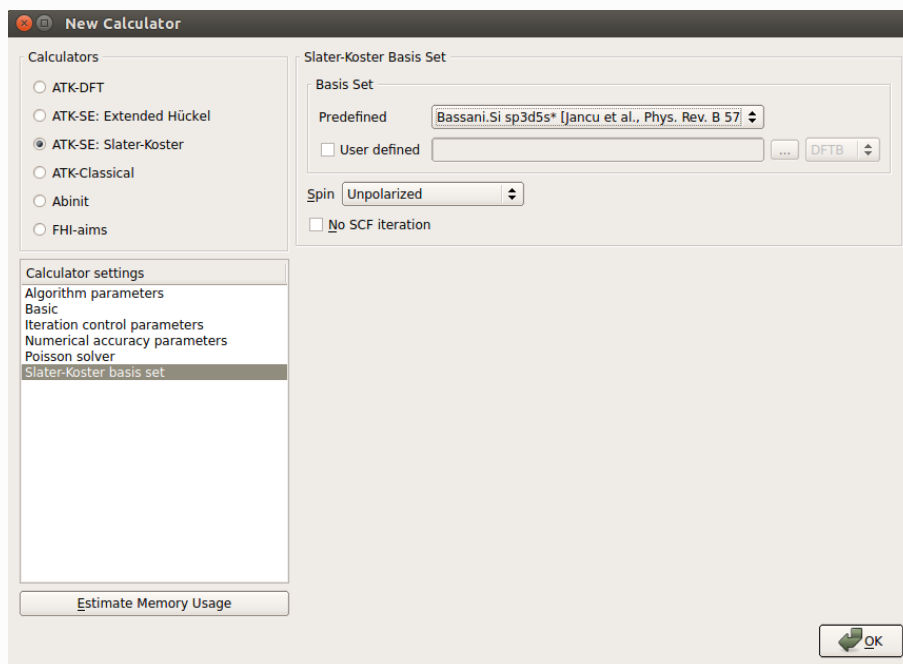 New Calculator
Calculators
ATK-DFT
ATK-SE: Extended Hückel
ATK-SE: Slater-Koster
ATK-Classical
Abinit
FHI-aims
Slater-Koster Basis Set
Basis Set
Predefined Bassani.Si sp3d5s* [Jancu et al., Phys. Rev. B 57
User defined ... DFTB
Spin Unpolarized
No SCF iteration
Calculator settings
Algorithm parameters
Basic
Iteration control parameters
Numerical accuracy parameters
Poisson solver
Slater-Koster basis set
Estimate Memory Usage
OK